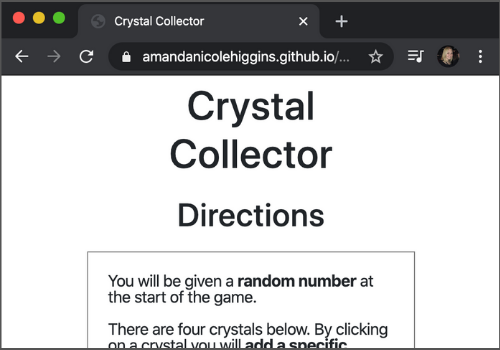 Crystal Collector
amandanicolehiggins.github.io/...
Crystal
Collector
Directions
You will be given a random number at
the start of the game.
There are four crystals below. By clicking
on a crystal you will add a specific